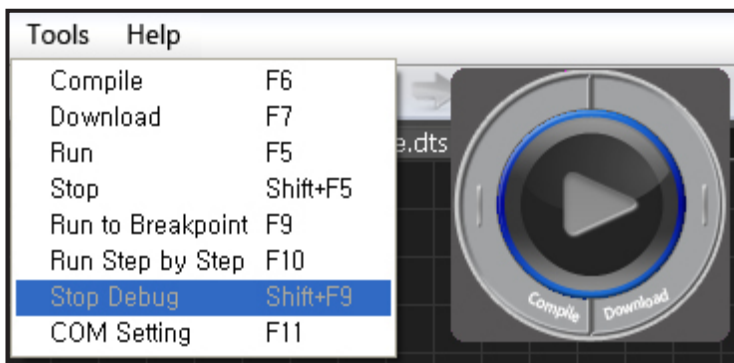 Tools Help
Compile F6
Download F7
e.dts
Run F5
Stop Shift+F5
Run to Breakpoint F9
Run Step by Step F10
Stop Debug Shift+F9
COM Setting F11
Compile Download